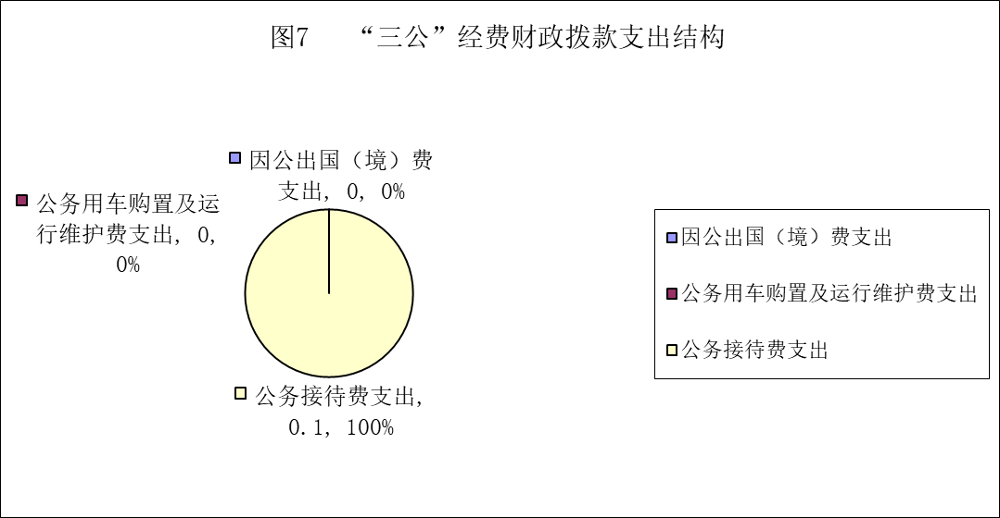 图7 “三公”经费财政拨款支出结构
因公出国（境）费
支出, 0, 0%
公务用车购置及运
行维护费支出, 0,
0%
公务接待费支出,
0.1, 100%
因公出国（境）费支出
公务用车购置及运行维护费支出
公务接待费支出